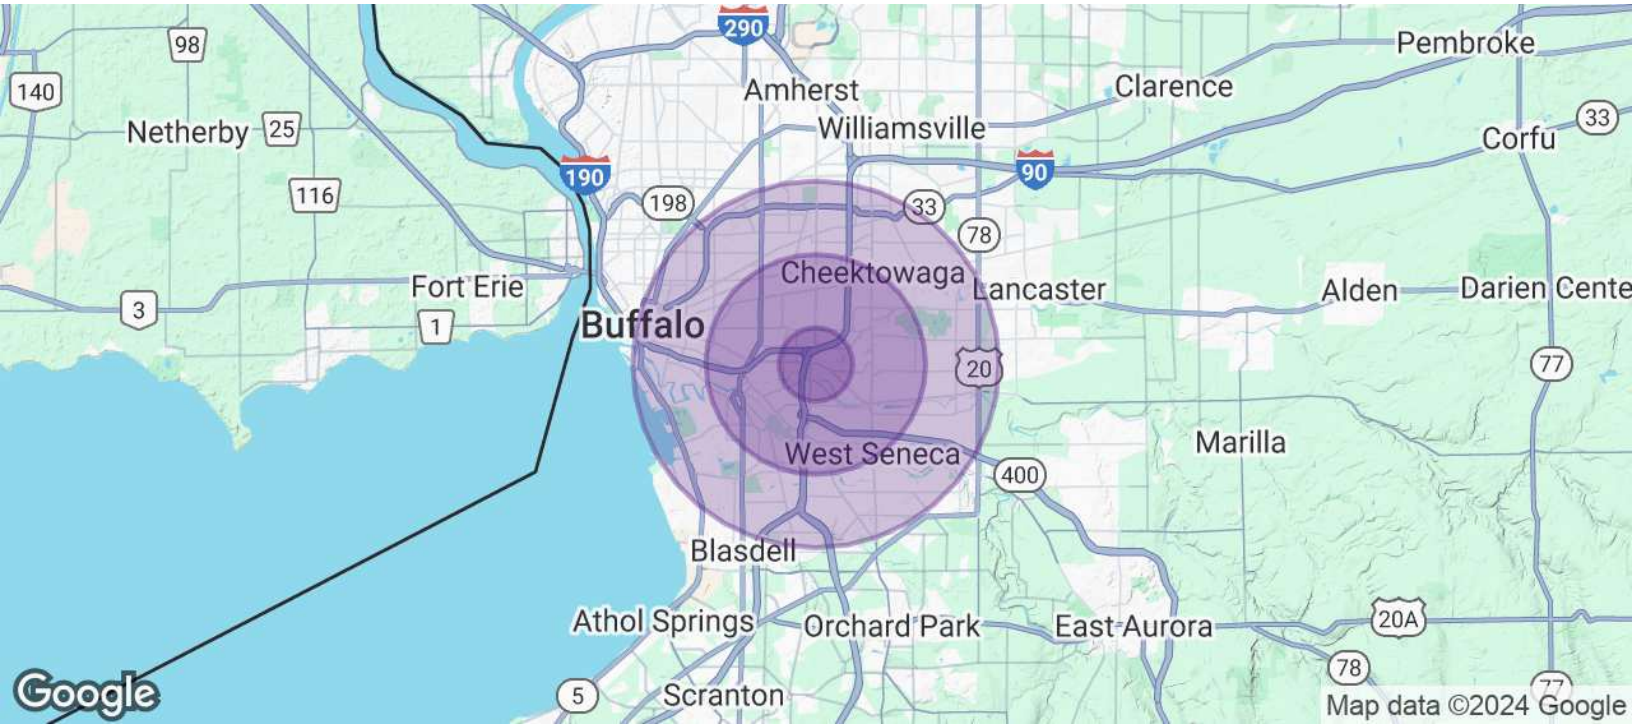 290
98
Pembroke
140
Amherst
Clarence
33
Netherby
25
Williamsville
Corfu
190
90
116
198
33
78
Cheektowaga
Fort Erie
Lancaster
Alden
Darien Cente
3
1
Buffalo
20
77
West Seneca
Marilla
400
Blasdell
Athol Springs
Orchard Park
East Aurora
20A
78
77
Google
5
Scranton
Map data ©2024 Google